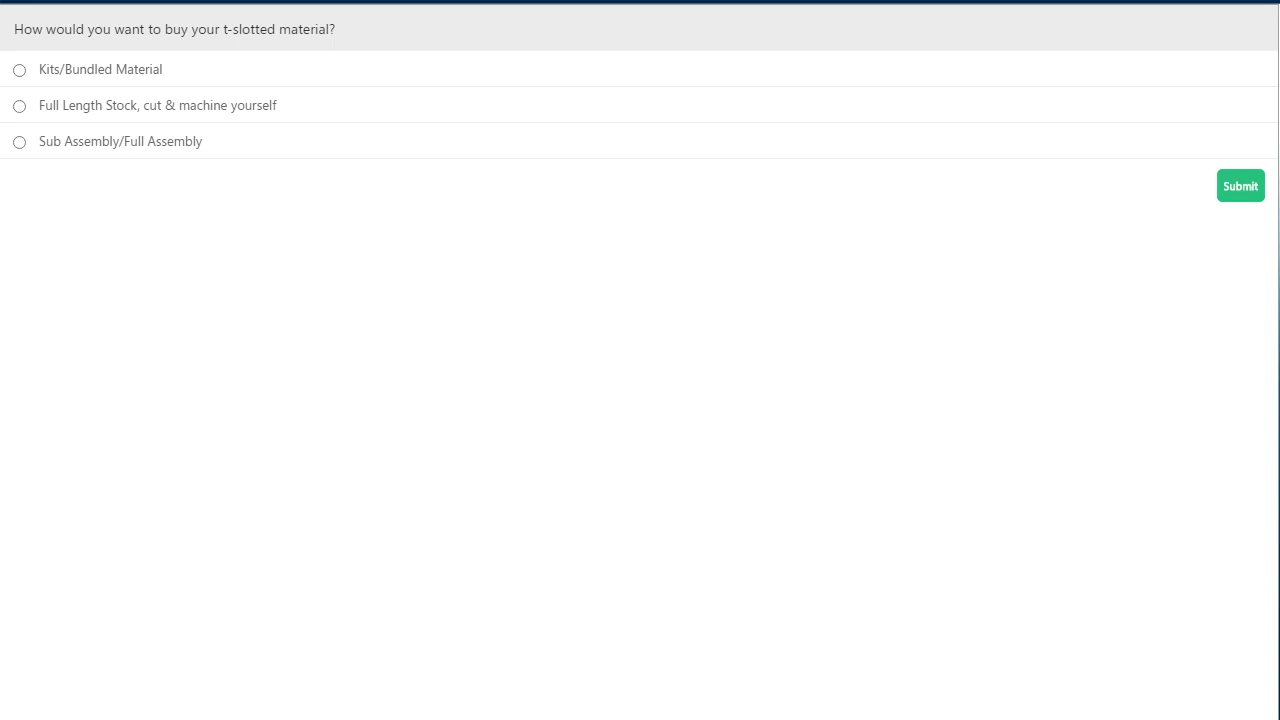 How would you want to buy your t-slotted material?
Kits/Bundled Material
Full Length Stock, cut & machine yourself
Sub Assembly/Full Assembly
Submit